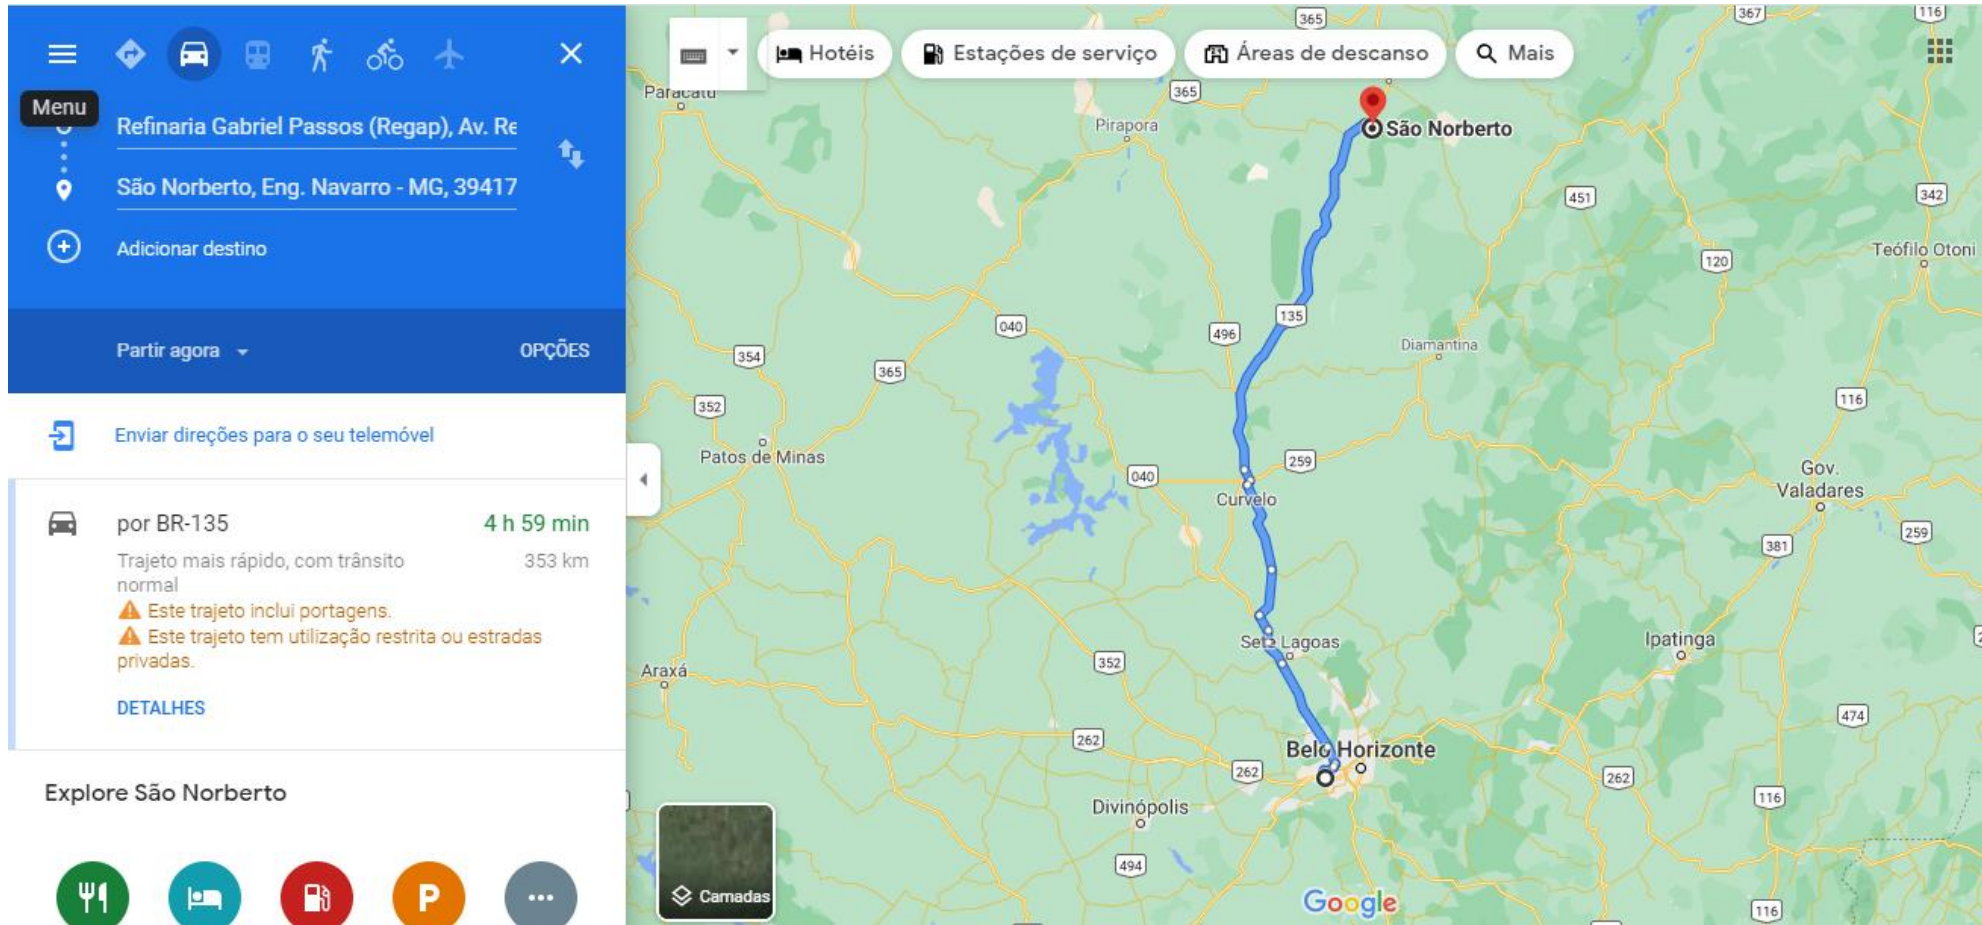 Menu
Refinaria Gabriel Passos (Regap), Av. Re
São Norberto, Eng. Navarro - MG, 39417
Adicionar destino
Partir agora
OPÇÕES
Enviar direções para o seu telemóvel
por BR-135
4 h 59 min
Trajeto mais rápido, com trânsito
353 km
normal
Este trajeto inclui portagens.
Este trajeto tem utilização restrita ou estradas
privadas.
DETALHES
Explore São Norberto
P
Hotéis
Estações de serviço
Áreas de descanso
Mais
365
367
116
Paracatu
365
Pirapora
São Norberto
451
342
Teófilo Otoni
120
135
040
496
Diamantina
354
365
116
352
Patos de Minas
259
040
Gov.
Valadares
Curvelo
259
381
Sete Lagoas
Ipatinga
352
Araxá
474
262
Belo Horizonte
262
262
116
Divinópolis
494
Camadas
Google
116